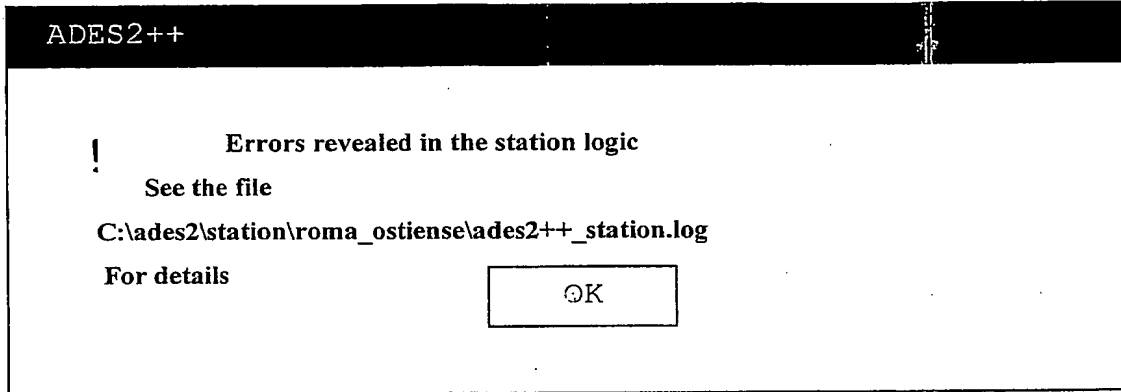 ADES2++
! Errors revealed in the station logic
See the file
C:\ades2\station\roma_ostiense\ades2++_station.log
For details
OK